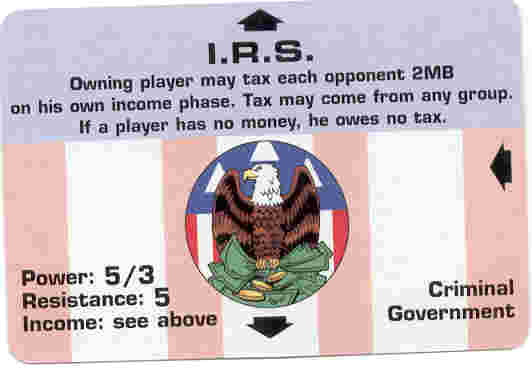 I.R.S.
Owning player may tax each opponent 2MB
on his own income phase. Tax may come from any group.
If a player has no money, he owes no tax.
Power: 5/3
Resistance: 5
Income: see above
Criminal
Government